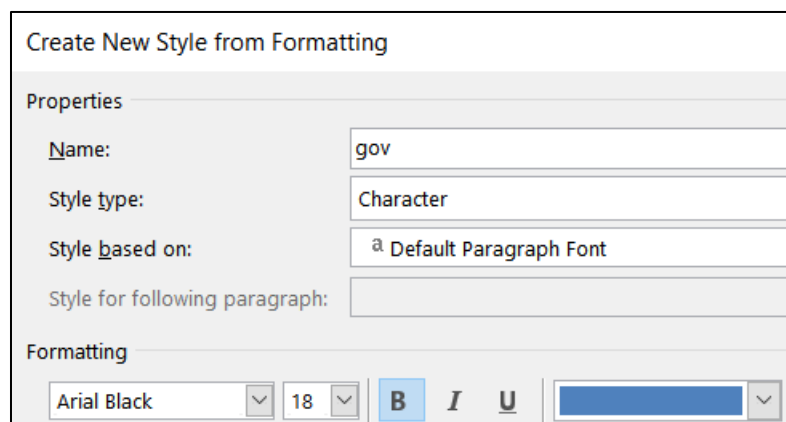 Create New Style from Formatting
Properties
Name: gov
Style type: Character
Style based on: a Default Paragraph Font
Style for following paragraph:
Formatting
Arial Black 18 B I U